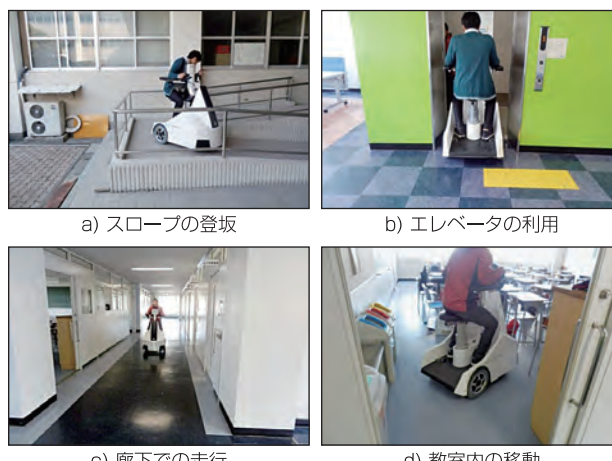 a) スロープの登坂
b) エレベータの利用
c) 廊下での走行
d) 教室内の移動